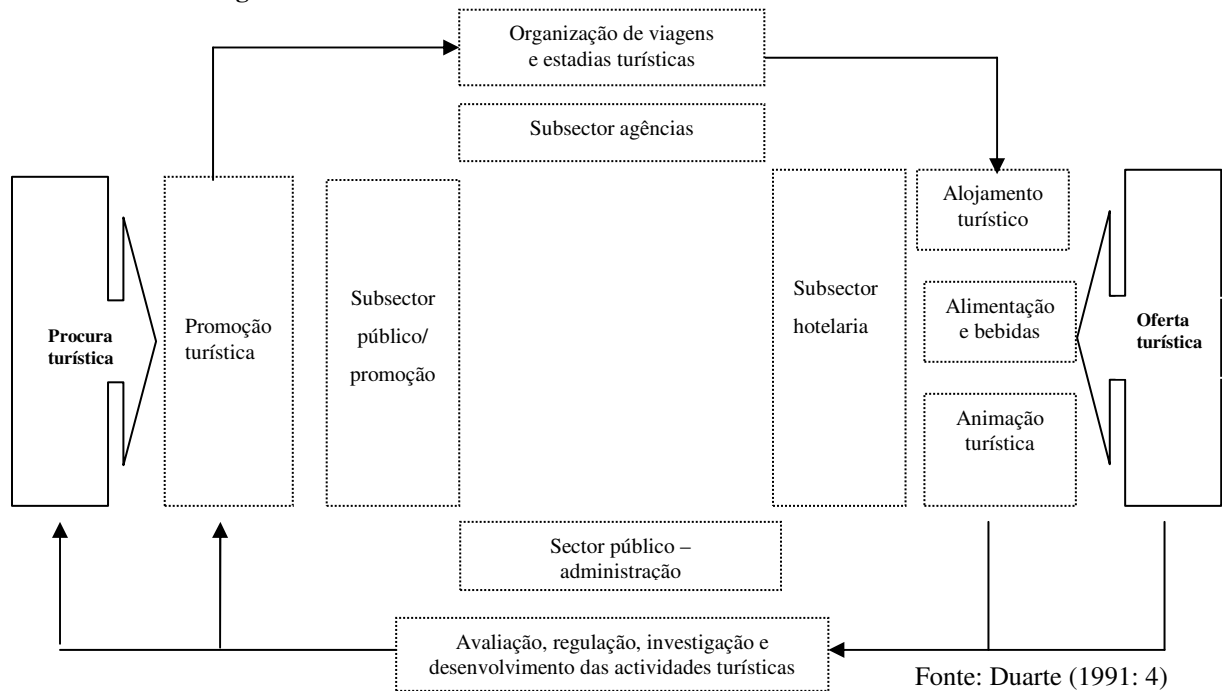 Organização de viagens
e estadias turísticas
Subsector agências
Procura
turística
Promoção
turística
Subsector
público/
promoção
Subsector
hotelaria
Alojamento
turístico
Alimentação
e bebidas
Animação
turística
Oferta
turística
Sector público –
administração
Avaliação, regulação, investigação e
desenvolvimento das actividades turísticas
Fonte: Duarte (1991: 4)